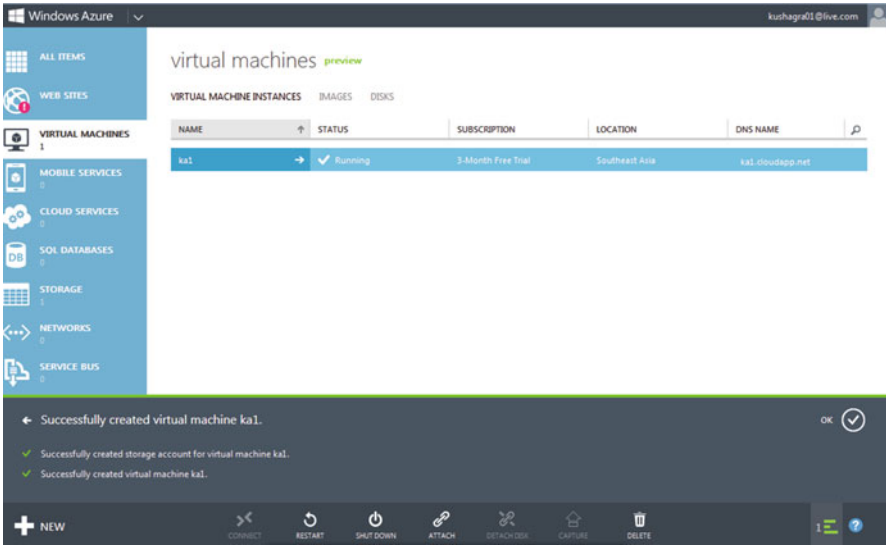 Windows Azure
kushagra01@live.com
ALL ITEMS
WEB SITES
VIRTUAL MACHINES
1
MOBILE SERVICES
0
CLOUD SERVICES
0
SQL DATABASES
0
DB
STORAGE
1
NETWORKS
0
SERVICE BUS
0
virtual machines preview
VIRTUAL MACHINE INSTANCES IMAGES DISKS
NAME STATUS SUBSCRIPTION LOCATION DNS NAME
ka1 Running 3-Month Free Trial Southeast Asia ka1.cloudapp.net
Successfully created virtual machine ka1.
OK
Successfully created storage account for virtual machine ka1.
Successfully created virtual machine ka1.
NEW
CONNECT RESTART SHUT DOWN ATTACH DETACH DISK CAPTURE DELETE
1 ?